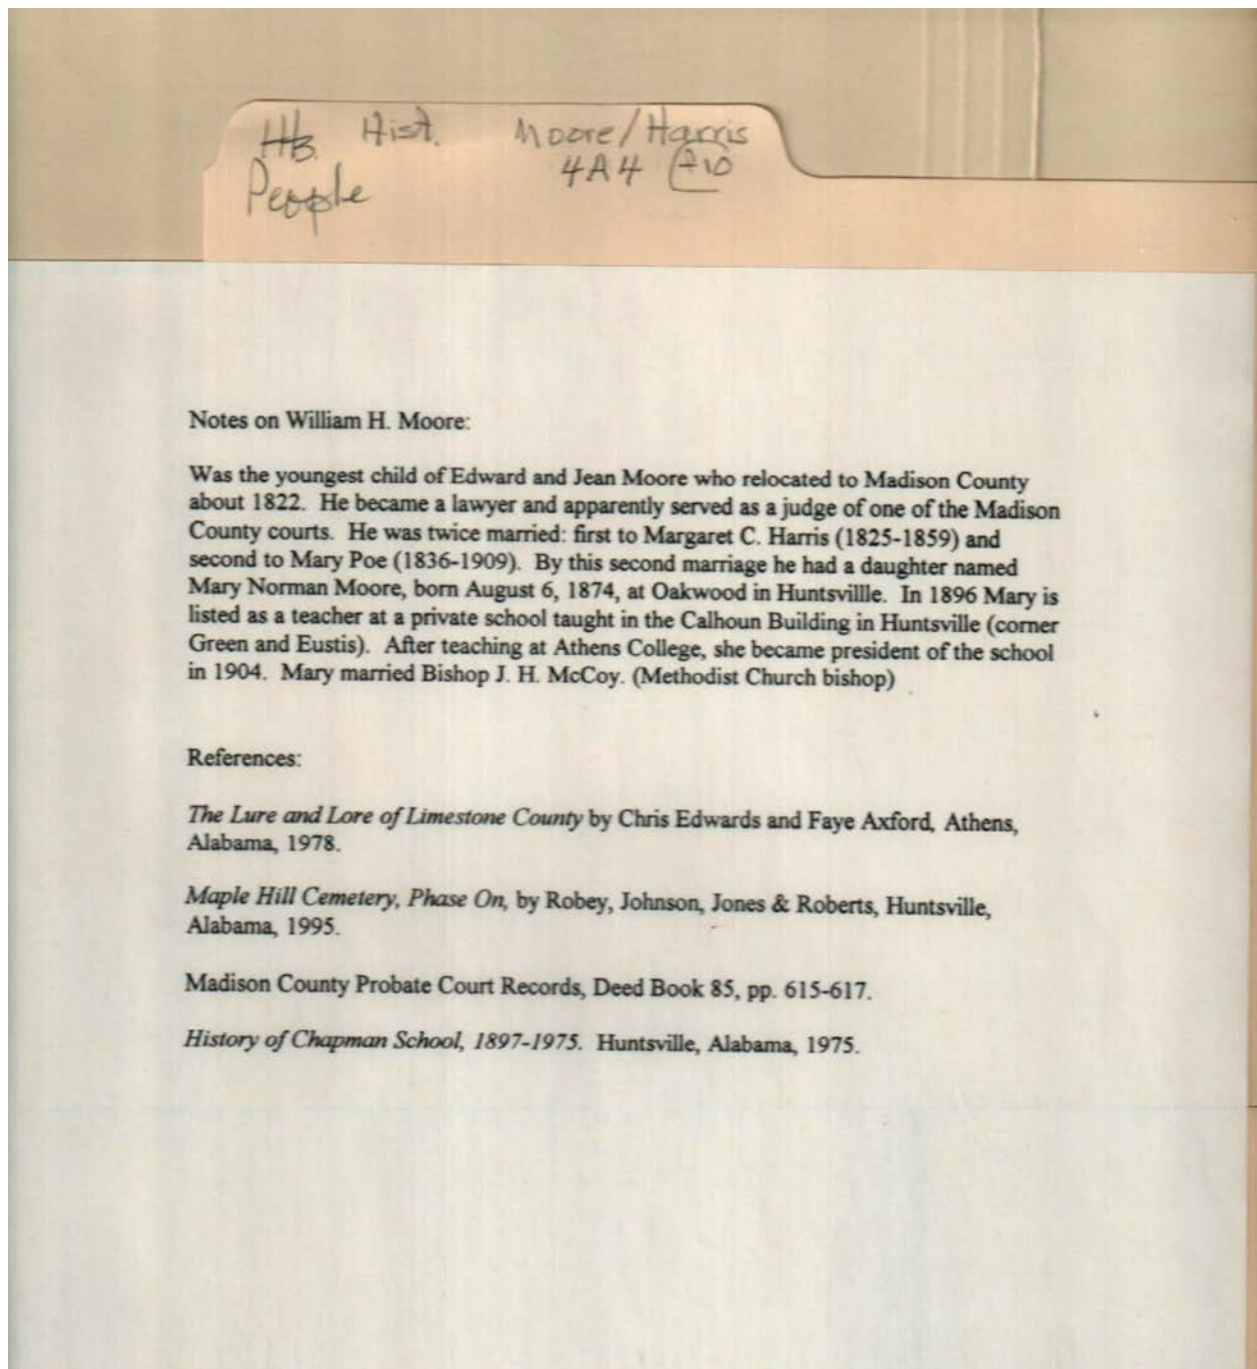 Hist. Moore/Harris
People 4A4
Notes on William H. Moore:
Was the youngest child of Edward and Jean Moore who relocated to Madison County
about 1822. He became a lawyer and apparently served as a judge of one of the Madison
County courts. He was twice married: first to Margaret C. Harris (1825-1859) and
second to Mary Poe (1836-1909). By this second marriage he had a daughter named
Mary Norman Moore, born August 6, 1874, at Oakwood in Huntsvillle. In 1896 Mary is
listed as a teacher at a private school taught in the Calhoun Building in Huntsville (corner
Green and Eustis). After teaching at Athens College, she became president of the school
in 1904. Mary married Bishop J. H. McCoy. (Methodist Church bishop)
References:
The Lure and Lore of Limestone County by Chris Edwards and Faye Axford, Athens,
Alabama, 1978.
Maple Hill Cemetery, Phase On, by Robey, Johnson, Jones & Roberts, Huntsville,
Alabama, 1995.
Madison County Probate Court Records, Deed Book 85, pp. 615-617.
History of Chapman School, 1897-1975. Huntsville, Alabama, 1975.